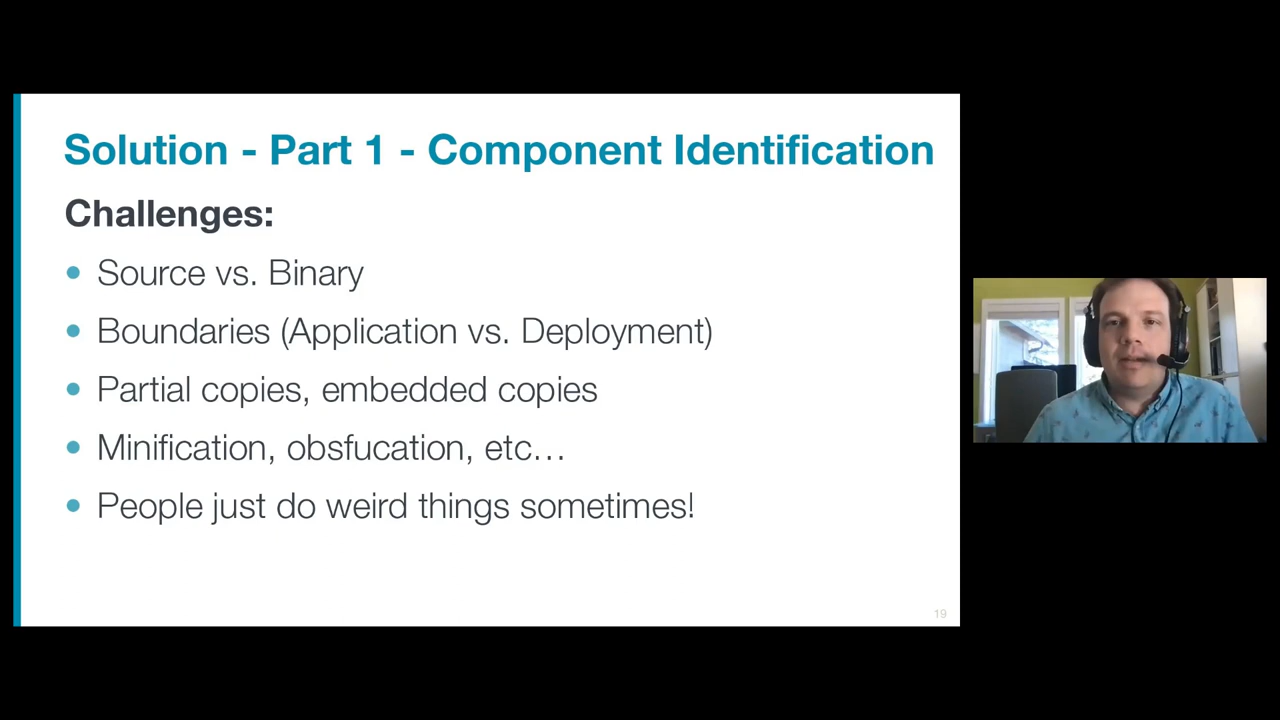 Solution - Part 1 - Component Identification
Challenges:
• Source vs. Binary
• Boundaries (Application vs. Deployment)
• Partial copies, embedded copies
• Minification, obsfucation, etc…
• People just do weird things sometimes!
19